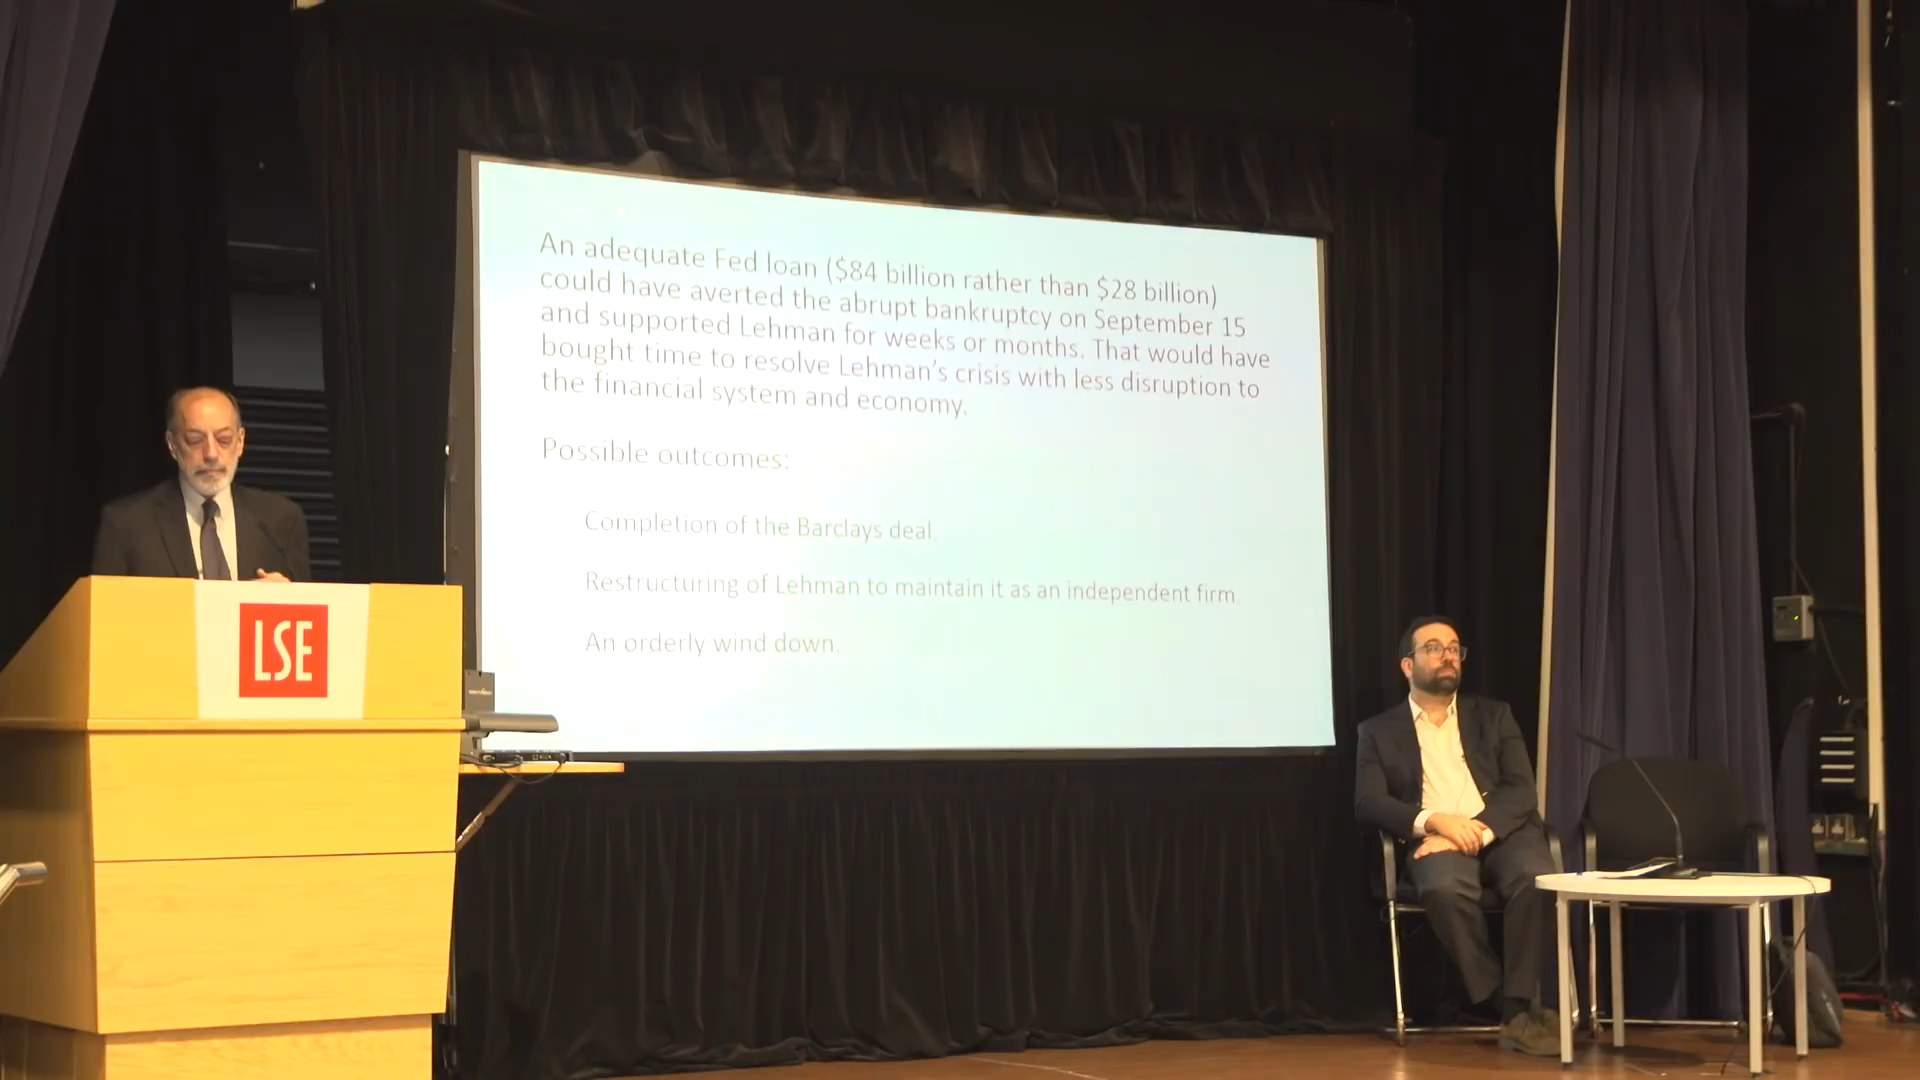 An adequate Fed loan ($84 billion rather than $28 billion)
could have averted the abrupt bankruptcy on September 15
and supported Lehman for weeks or months. That would have
bought time to resolve Lehman's crisis with less disruption to
the financial system and economy.
Possible outcomes:
Completion of the Barclays deal.
Restructuring of Lehman to maintain it as an independent firm.
An orderly wind down.
LSE